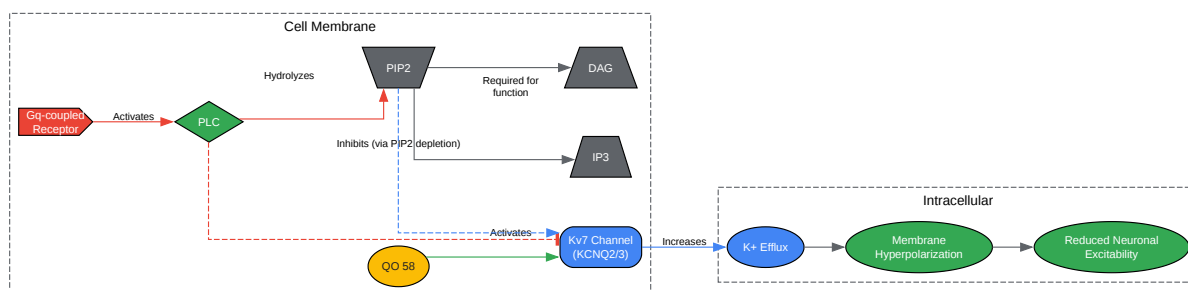 Cell Membrane
PIP2
DAG
Hydrolyzes
Required for
function
Gq-coupled
Receptor
Activates
PLC
Inhibits (via PIP2 depletion)
IP3
Intracellular
Activates
Kv7 Channel
(KCNQ2/3)
Increases
K+ Efflux
Membrane
Hyperpolarization
Reduced Neuronal
Excitability
QO 58